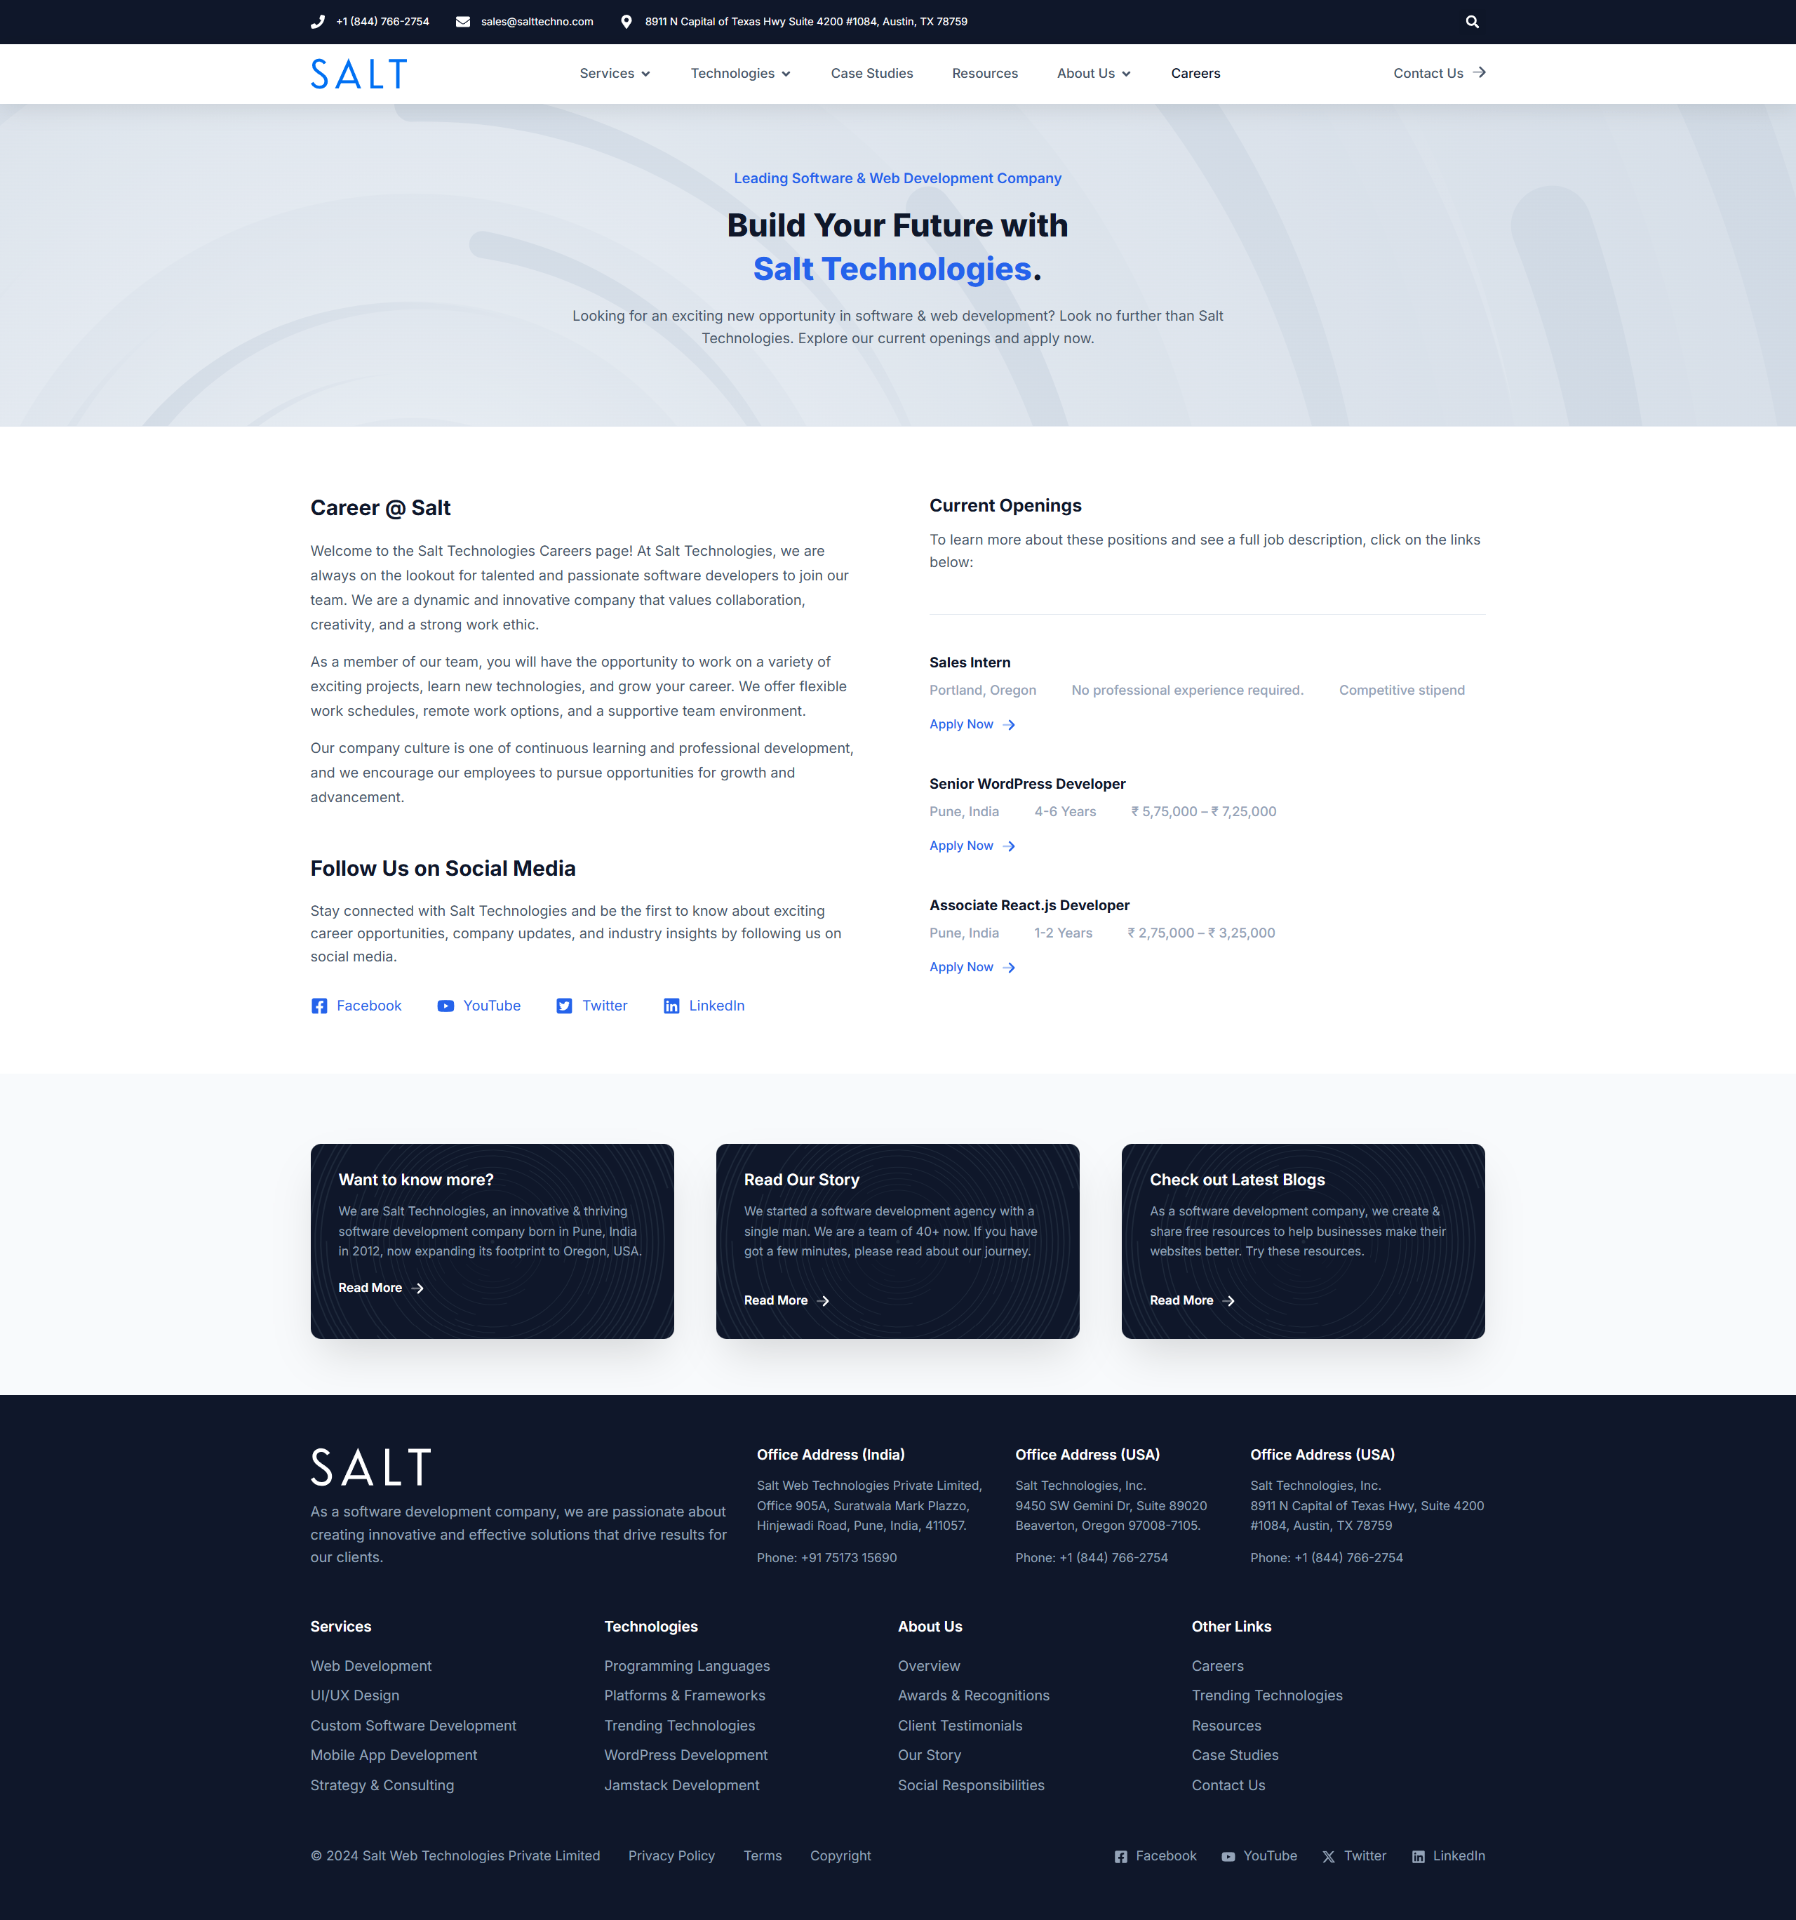 +1 (844) 766-2754
sales@salttechno.com
8911 N Capital of Texas Hwy Suite 4200 #1084, Austin, TX 78759
SALT
Services
Technologies
Case Studies
Resources
About Us
Careers
Contact Us
Leading Software & Web Development Company
Build Your Future with
Salt Technologies.
Looking for an exciting new opportunity in software & web development? Look no further than Salt
Technologies. Explore our current openings and apply now.
Career @ Salt
Welcome to the Salt Technologies Careers page! At Salt Technologies, we are
always on the lookout for talented and passionate software developers to join our
team. We are a dynamic and innovative company that values collaboration,
creativity, and a strong work ethic.
As a member of our team, you will have the opportunity to work on a variety of
exciting projects, learn new technologies, and grow your career. We offer flexible
work schedules, remote work options, and a supportive team environment.
Our company culture is one of continuous learning and professional development,
and we encourage our employees to pursue opportunities for growth and
advancement.
Follow Us on Social Media
Stay connected with Salt Technologies and be the first to know about exciting
career opportunities, company updates, and industry insights by following us on
social media.
Facebook
YouTube
Twitter
LinkedIn
Current Openings
To learn more about these positions and see a full job description, click on the links
below:
Sales Intern
Portland, Oregon
No professional experience required.
Competitive stipend
Apply Now
Senior WordPress Developer
Pune, India
4-6 Years
₹ 5,75,000 – ₹ 7,25,000
Apply Now
Associate React.js Developer
Pune, India
1-2 Years
₹ 2,75,000 – ₹ 3,25,000
Apply Now
Want to know more?
We are Salt Technologies, an innovative & thriving
software development company born in Pune, India
in 2012, now expanding its footprint to Oregon, USA.
Read More
Read Our Story
We started a software development agency with a
single man. We are a team of 40+ now. If you have
got a few minutes, please read about our journey.
Read More
Check out Latest Blogs
As a software development company, we create &
share free resources to help businesses make their
websites better. Try these resources.
Read More
SALT
As a software development company, we are passionate about
creating innovative and effective solutions that drive results for
our clients.
Office Address (India)
Salt Web Technologies Private Limited,
Office 905A, Suratwala Mark Plazzo,
Hinjewadi Road, Pune, India, 411057.
Phone: +91 75173 15690
Office Address (USA)
Salt Technologies, Inc.
9450 SW Gemini Dr, Suite 89020
Beaverton, Oregon 97008-7105.
Phone: +1 (844) 766-2754
Office Address (USA)
Salt Technologies, Inc.
8911 N Capital of Texas Hwy, Suite 4200
#1084, Austin, TX 78759
Phone: +1 (844) 766-2754
Services
Web Development
UI/UX Design
Custom Software Development
Mobile App Development
Strategy & Consulting
Technologies
Programming Languages
Platforms & Frameworks
Trending Technologies
WordPress Development
Jamstack Development
About Us
Overview
Awards & Recognitions
Client Testimonials
Our Story
Social Responsibilities
Other Links
Careers
Trending Technologies
Resources
Case Studies
Contact Us
© 2024 Salt Web Technologies Private Limited
Privacy Policy
Terms
Copyright
Facebook
YouTube
Twitter
LinkedIn